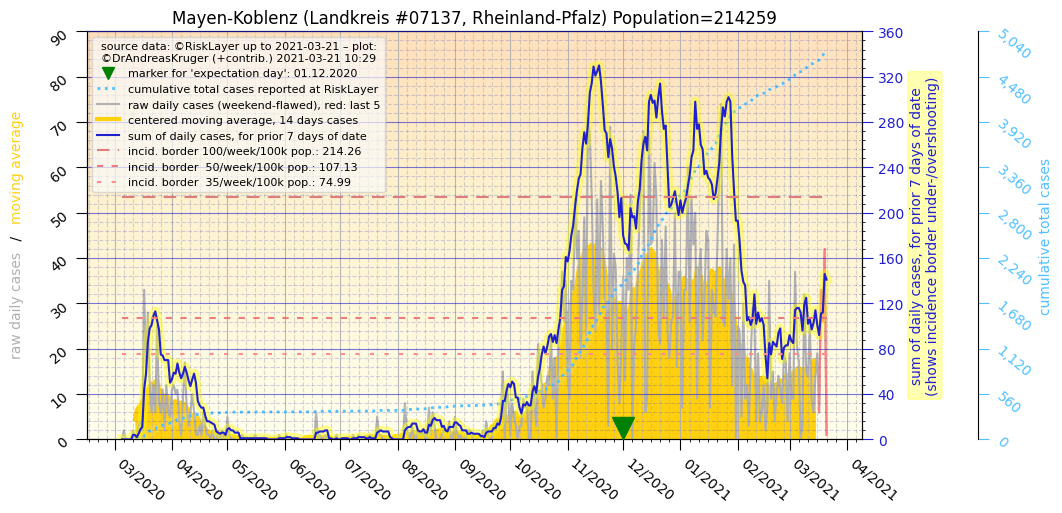 Mayen-Koblenz (Landkreis #07137, Rheinland-Pfalz) Population=214259
source data: ©RiskLayer up to 2021-03-21 – plot:
©DrAndreasKruger (+contrib.) 2021-03-21 10:29
marker for 'expectation day': 01.12.2020
cumulative total cases reported at RiskLayer
raw daily cases (weekend-flawed), red: last 5
centered moving average, 14 days cases
sum of daily cases, for prior 7 days of date
incid. border 100/week/100k pop.: 214.26
incid. border  50/week/100k pop.: 107.13
incid. border  35/week/100k pop.: 74.99
raw daily cases  /  moving average
90
80
70
60
50
40
30
20
10
0
03/2020
04/2020
05/2020
06/2020
07/2020
08/2020
09/2020
10/2020
11/2020
12/2020
01/2021
02/2021
03/2021
04/2021
360
320
280
240
200
160
120
80
40
0
sum of daily cases, for prior 7 days of date
(shows incidence border under-/overshooting)
5,040
4,480
3,920
3,360
2,800
2,240
1,680
1,120
560
0
cumulative total cases